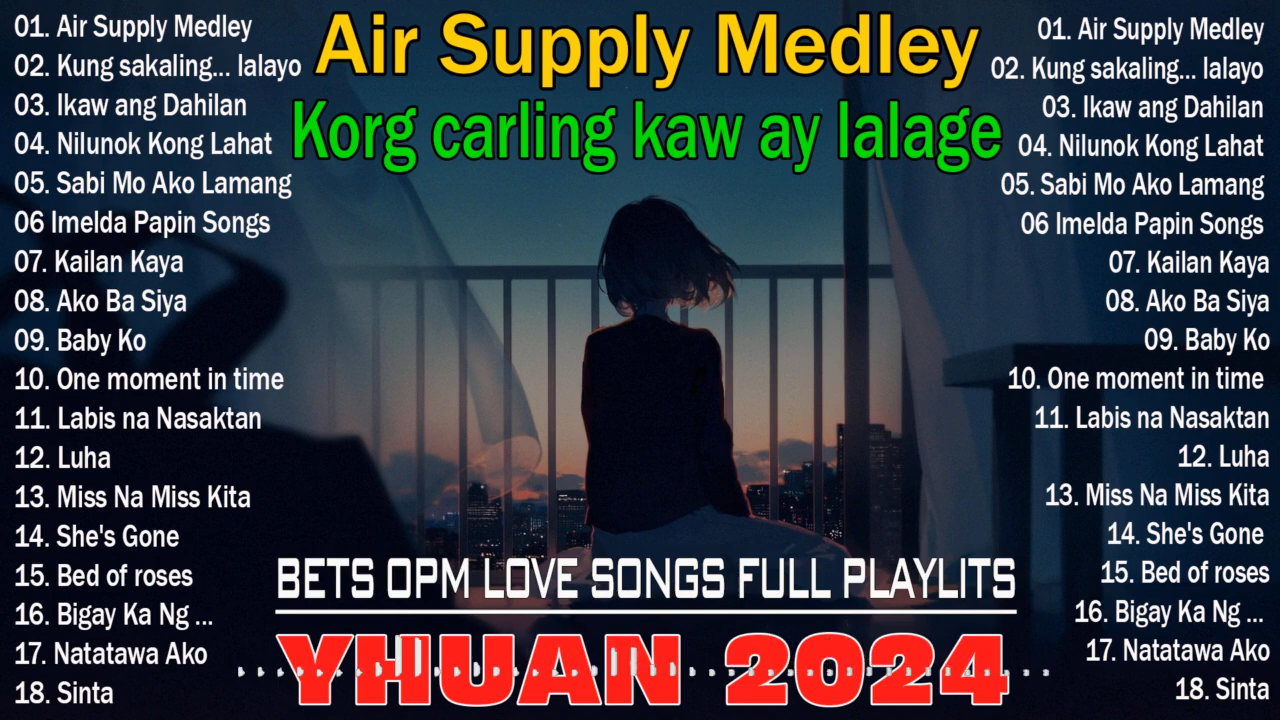 01. Air Supply Medley
02. Kung sakaling... lalayo
03. Ikaw ang Dahilan
04. Nilunok Kong Lahat
05. Sabi Mo Ako Lamang
06 Imelda Papin Songs
07. Kailan Kaya
08. Ako Ba Siya
09. Baby Ko
10. One moment in time
11. Labis na Nasaktan
12. Luha
13. Miss Na Miss Kita
14. She's Gone
15. Bed of roses
16. Bigay Ka Ng ...
17. Natatawa Ako
18. Sinta
Air Supply Medley
Korg carling kaw ay lalage
BETS OPM LOVE SONGS FULL PLAYLITS
YHUAN 2024
01. Air Supply Medley
02. Kung sakaling... lalayo
03. Ikaw ang Dahilan
04. Nilunok Kong Lahat
05. Sabi Mo Ako Lamang
06 Imelda Papin Songs
07. Kailan Kaya
08. Ako Ba Siya
09. Baby Ko
10. One moment in time
11. Labis na Nasaktan
12. Luha
13. Miss Na Miss Kita
14. She's Gone
15. Bed of roses
16. Bigay Ka Ng ...
17. Natatawa Ako
18. Sinta